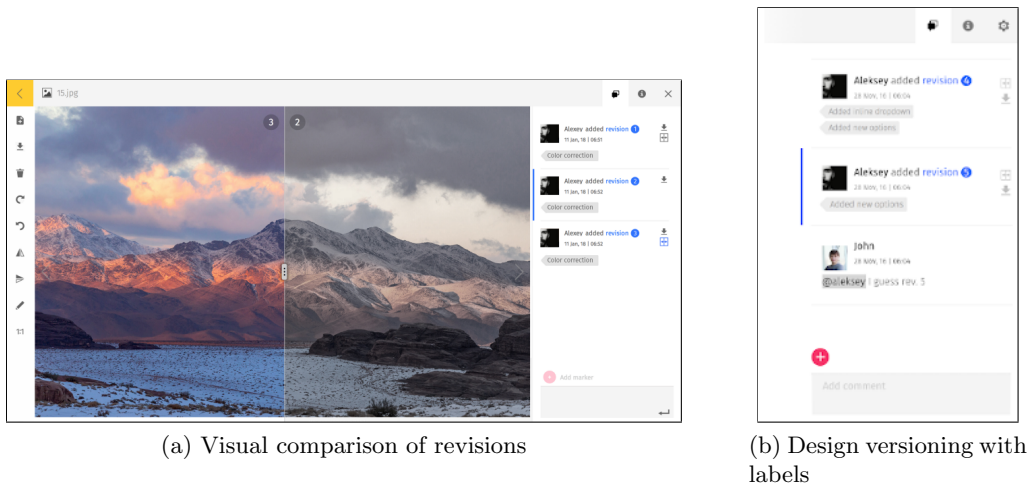 15.jpg
3 2
Alexey added revision 1
11 Jan, 18 | 06:51
Color correction
Alexey added revision 2
11 Jan, 18 | 06:52
Color correction
Alexey added revision 3
11 Jan, 18 | 06:52
Color correction
1:1
Add marker
(a) Visual comparison of revisions
Aleksey added revision 4
28 Nov, 16 | 06:04
Added inline dropdown
Added new options
Aleksey added revision 5
28 Nov, 16 | 06:04
Added new options
John
28 Nov, 16 | 06:04
@aleksey I guess rev. 5
Add comment
(b) Design versioning with
labels